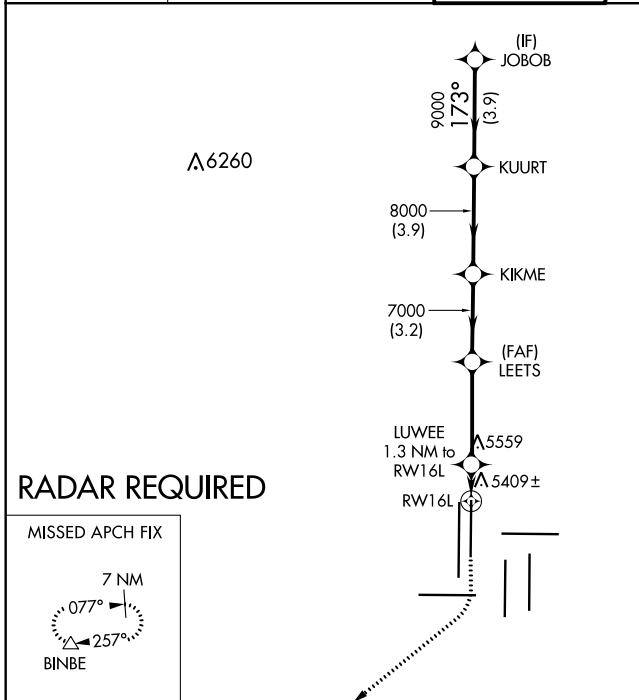 (IF)
JOBOB
9000
173°
(3.9)
6260
KUURT
8000
(3.9)
KIKME
7000
(3.2)
(FAF)
LEETS
LUWEE
1.3 NM to
RW16L
5559
5409±
RW16L
RADAR REQUIRED
MISSED APCH FIX
7 NM
077°
257°
BINBE